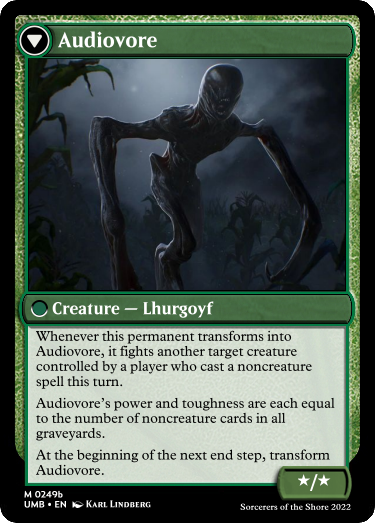 Audiovore
Creature — Lhurgoyf
Whenever this permanent transforms into
Audiovore, it fights another target creature
controlled by a player who cast a noncreature
spell this turn.
Audiovore's power and toughness are each equal
to the number of noncreature cards in all
graveyards.
At the beginning of the next end step, transform
Audiovore.
★/★
M 0249b
UMB • EN Karl Lindberg
Sorcerers of the Shore 2022